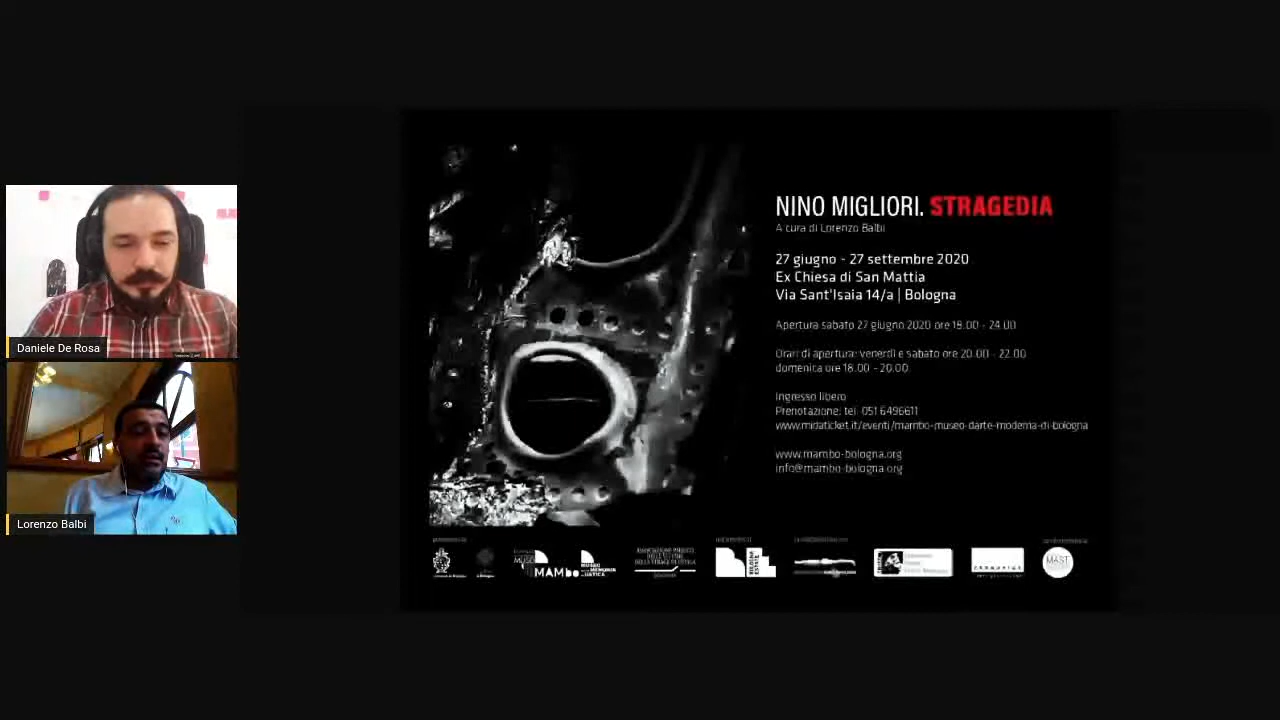 Daniele De Rosa
Lorenzo Balbi
NINO MIGLIORI. STRAGEDIA
A cura di Lorenzo Balbi
27 giugno - 27 settembre 2020
Ex Chiesa di San Mattia
Via Sant'Isaia 14/a | Bologna
Apertura sabato 27 giugno 2020 ore 18.00 - 24.00
Orari di apertura: venerdì e sabato ore 20.00 - 22.00
domenica ore 18.00 - 20.00
Ingresso libero
Prenotazione: tel. 051 6496611
www.midaticket.it/eventi/mambo-museo-darte-moderna-di-bologna
www.mambo-bologna.org
info@mambo-bologna.org
MAMbo
BOLOGNA
ESTATE
MAST